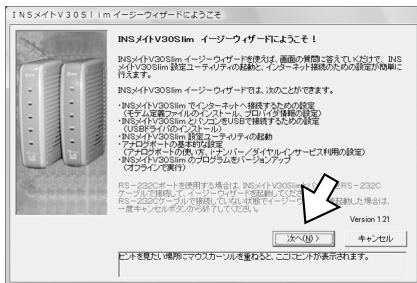 INSメイトV30Slim イージーウィザードにようこそ
INSメイトV30Slim イージーウィザードにようこそ！
INSメイトV30Slim イージーウィザードを使えば、画面の質問に答えていくだけで、INS
メイトV30Slim 設定ユーティリティの起動と、インターネット接続のための設定が簡単に
行えます。
イージーウィザードでは、次のことができます。
・INSメイトV30Slim でインターネットへ接続するための設定
（モデム定義ファイルのインストール、プロバイダ情報の設定）
・INSメイトV30Slim とパソコンをUSBで接続するための設定
（USBドライバのインストール）
・INSメイトV30Slim 設定ユーティリティの起動
・アナログポートの基本的な設定
（アナログポートの使い方、i・ナンバー／ダイヤルインサービス利用の設定）
・INSメイトV30Slim のプログラムをバージョンアップ
（オフラインで実行）
RS－232Cポートを使用する場合は、INSメイトV30Slim RS－232C
ケーブルで接続して、イージーウィザードを起動してくださ
RS－232Cケーブルで接続していない状態でイージーウ を起動した場合は、
一度キャンセルボタンから終了してください。
Version 1.21
次へ(N) >
キャンセル
ヒントを見たい場所にマウスカーソルを重ねると、ここにヒントが表示されます。